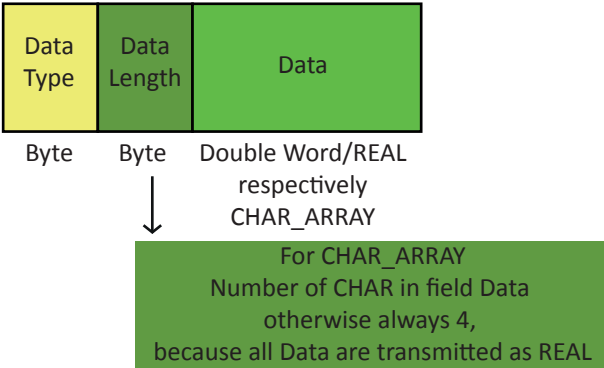 Data
Type
Data
Length
Data
Byte
Byte
Double Word/REAL
respectively
CHAR_ARRAY
For CHAR_ARRAY
Number of CHAR in field Data
otherwise always 4,
because all Data are transmitted as REAL